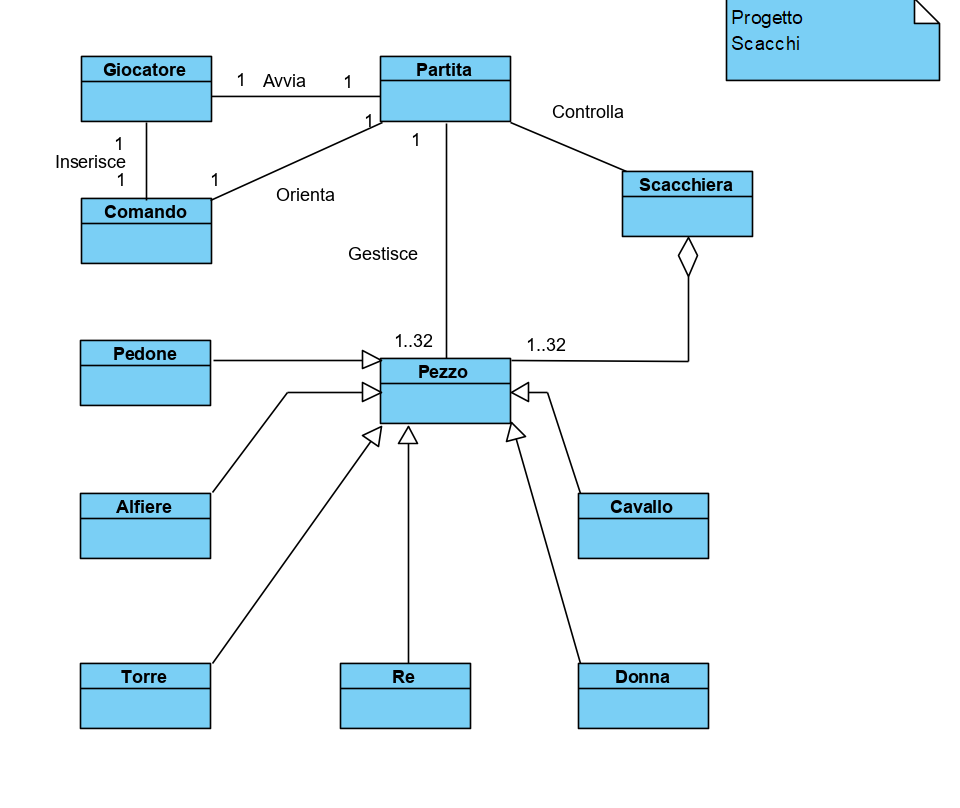 Progetto
Scacchi
Giocatore
1
Avvia
1
Partita
Controlla
1
Inserisce
1
1
Orienta
1
1
Scacchiera
Comando
Gestisce
1..32
1..32
Pedone
Pezzo
Alfiere
Cavallo
Torre
Re
Donna